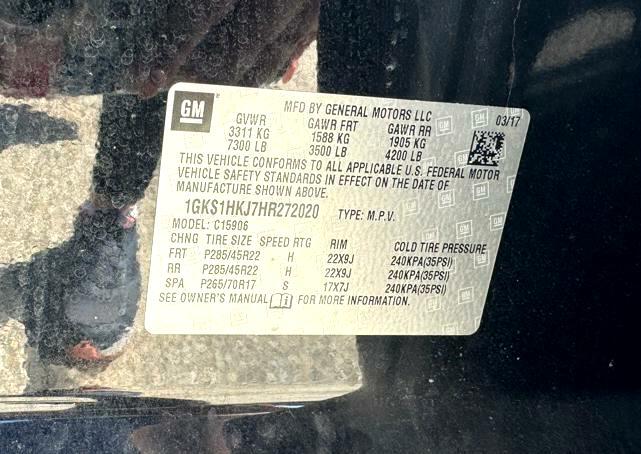 GM
MFD BY GENERAL MOTORS LLC 03/17
GVWR GAWR FRT GAWR RR
3311 KG 1588 KG 1905 KG
7300 LB 3500 LB 4200 LB
THIS VEHICLE CONFORMS TO ALL APPLICABLE U.S. FEDERAL MOTOR
VEHICLE SAFETY STANDARDS IN EFFECT ON THE DATE OF
MANUFACTURE SHOWN ABOVE.
1GKS1HKJ7HR272020 TYPE: M.P.V.
MODEL: C15906
CHNG TIRE SIZE SPEED RTG RIM COLD TIRE PRESSURE
FRT P285/45R22 H 22X9J 240KPA(35PSI)
RR P285/45R22 H 22X9J 240KPA(35PSI)
SPA P265/70R17 S 17X7J 240KPA(35PSI)
SEE OWNER'S MANUAL FOR MORE INFORMATION.